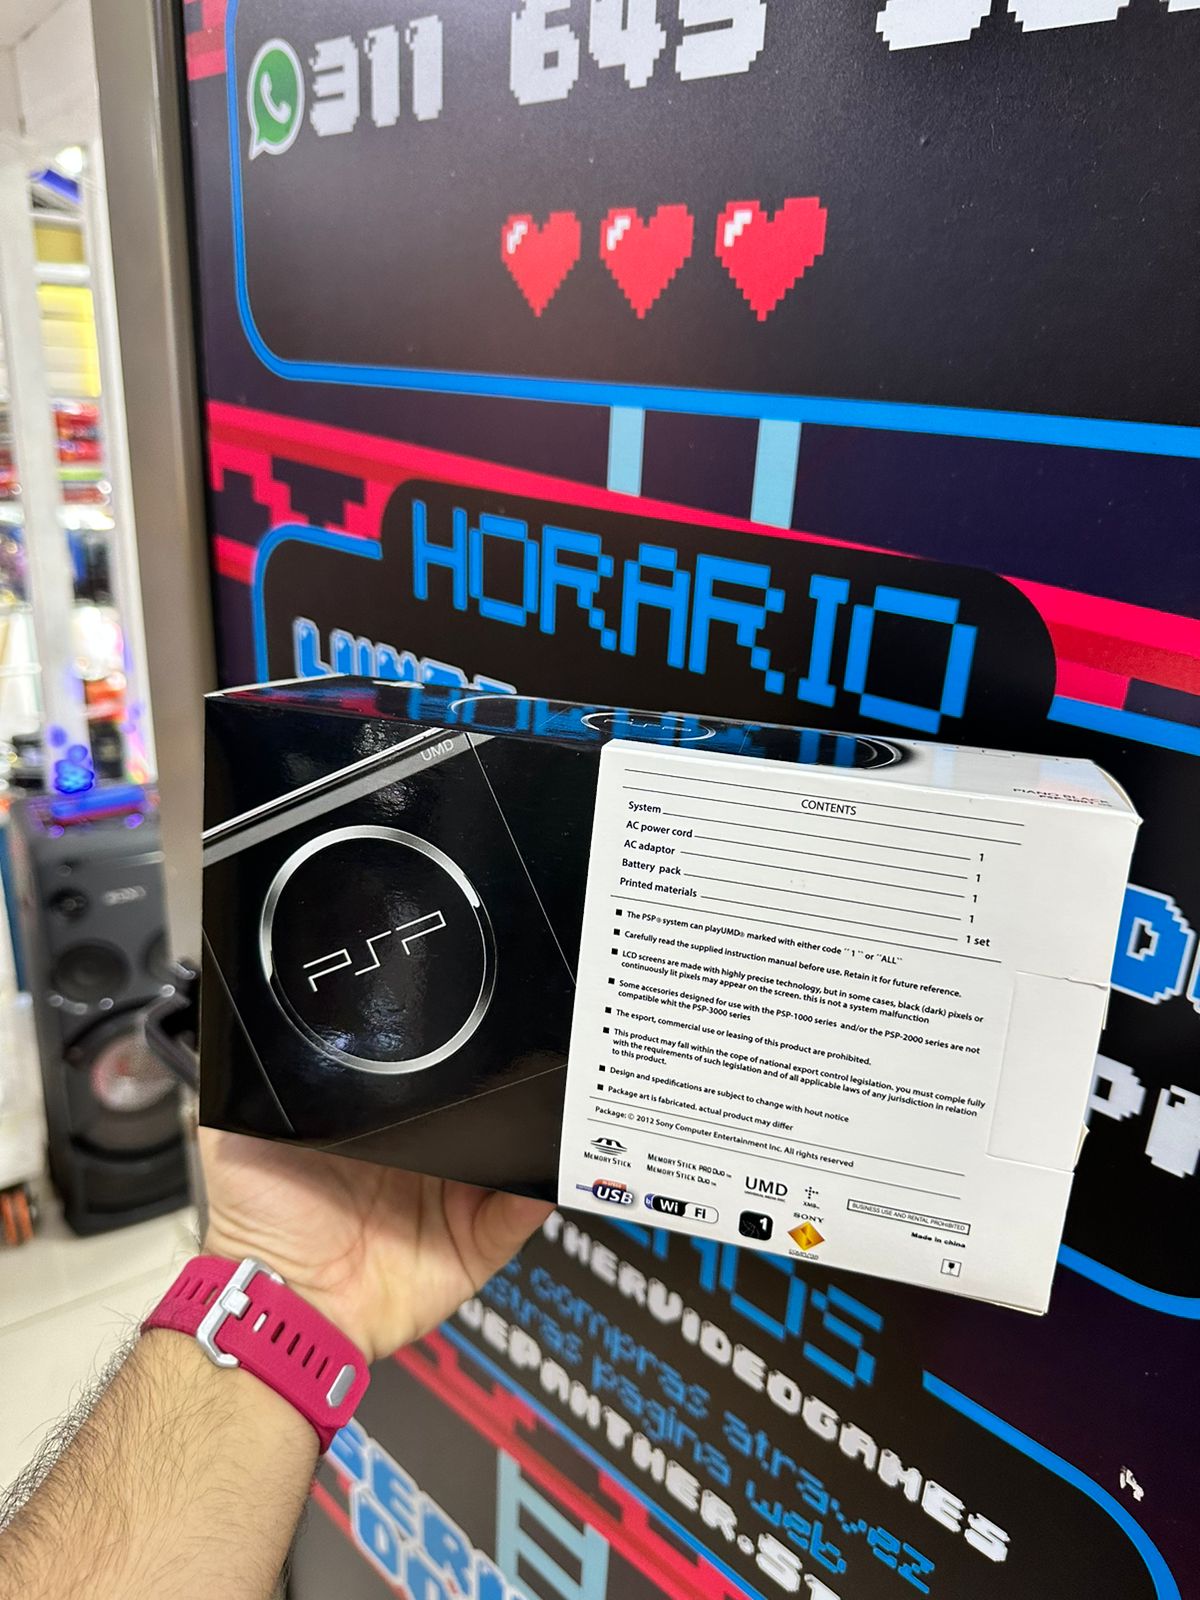 311 645
HORARIO
UMD
PSP
PSP
PIANO BLACK
CONTENTS
System 1
AC power cord 1
AC adaptor 1
Battery pack 1
Printed materials 1 set
The PSP® system can playUMD® marked with either code ``1`` or ``ALL``
Carefully read the supplied instruction manual before use. Retain it for future reference.
LCD screens are made with highly precise technology, but in some cases, black (dark) pixels or
continuously lit pixels may appear on the screen. this is not a system malfunction
Some accesories designed for use with the PSP-1000 series and/or the PSP-2000 series are not
compatible whit the PSP-3000 series
The esport, commercial use or leasing of this product are prohibited.
This product may fall within the cope of national export control legislation. you must comple fully
with the requirements of such legislation and of all applicable laws of any jurisdiction in relation
to this product.
Design and spedifications are subject to change with hout notice
Package art is fabricated. actual product may differ
Package: © 2012 Sony Computer Entertainment Inc. All rights reserved
MEMORY STICK
MEMORY STICK PRO DUO™
MEMORY STICK DUO™
UMD
XMB™
BUSINESS USE AND RENTAL PROHIBITED
USB
Wi Fi
1
SONY
Made in china
THERVIDEOGAMES
compras atravez
pagina web